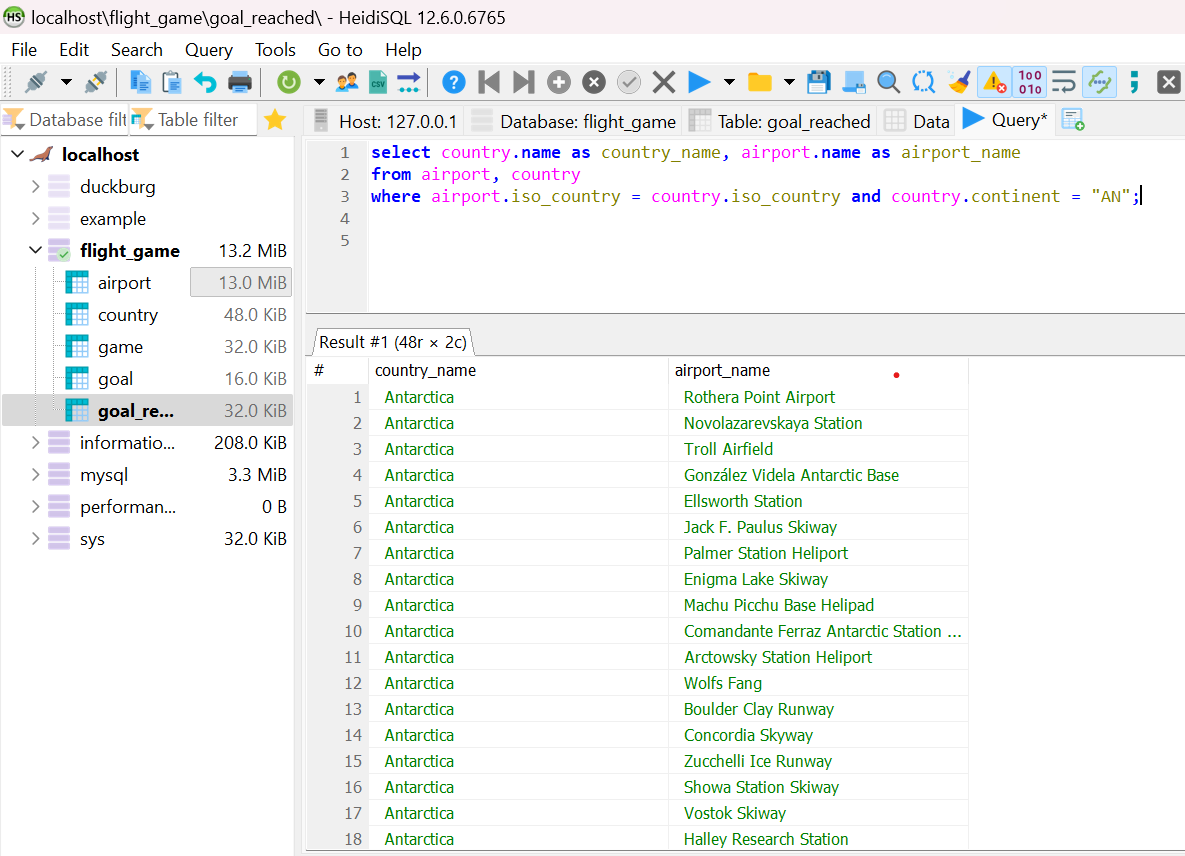 localhost\flight_game\goal_reached\ - HeidiSQL 12.6.0.6765
File Edit Search Query Tools Go to Help
Database filt Table filter Host: 127.0.0.1 Database: flight_game Table: goal_reached Data Query*
localhost
duckburg
example
flight_game 13.2 MiB
airport 13.0 MiB
country 48.0 KiB
game 32.0 KiB
goal 16.0 KiB
goal_re... 32.0 KiB
informatio... 208.0 KiB
mysql 3.3 MiB
performan... 0 B
sys 32.0 KiB
1 select country.name as country_name, airport.name as airport_name
2 from airport, country
3 where airport.iso_country = country.iso_country and country.continent = "AN";
4
5
Result #1 (48r × 2c)
# country_name airport_name
1 Antarctica Rothera Point Airport
2 Antarctica Novolazarevskaya Station
3 Antarctica Troll Airfield
4 Antarctica González Videla Antarctic Base
5 Antarctica Ellsworth Station
6 Antarctica Jack F. Paulus Skiway
7 Antarctica Palmer Station Heliport
8 Antarctica Enigma Lake Skiway
9 Antarctica Machu Picchu Base Helipad
10 Antarctica Comandante Ferraz Antarctic Station ...
11 Antarctica Arctowsky Station Heliport
12 Antarctica Wolfs Fang
13 Antarctica Boulder Clay Runway
14 Antarctica Concordia Skyway
15 Antarctica Zucchelli Ice Runway
16 Antarctica Showa Station Skiway
17 Antarctica Vostok Skiway
18 Antarctica Halley Research Station